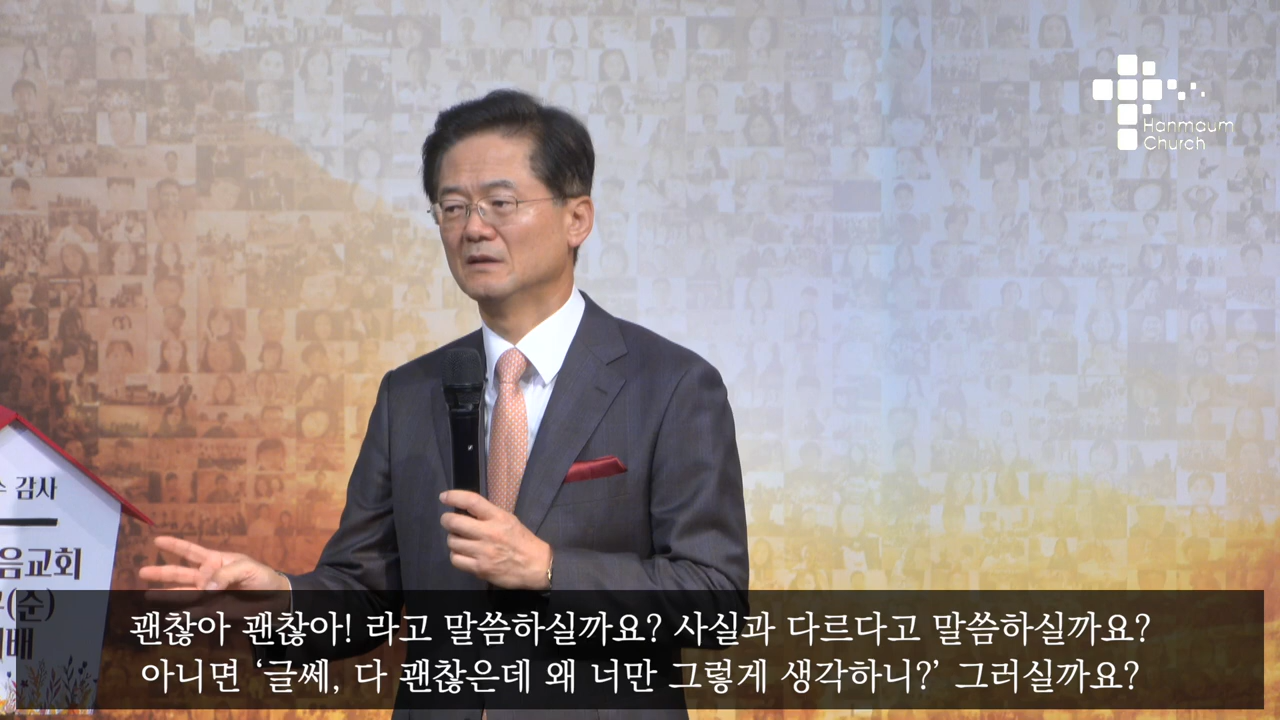 Hanmaum
Church
감사
음교회
(순)
배
괜찮아 괜찮아! 라고 말씀하실까요? 사실과 다르다고 말씀하실까요?
아니면 ‘글쎄, 다 괜찮은데 왜 너만 그렇게 생각하니?’ 그러실까요?